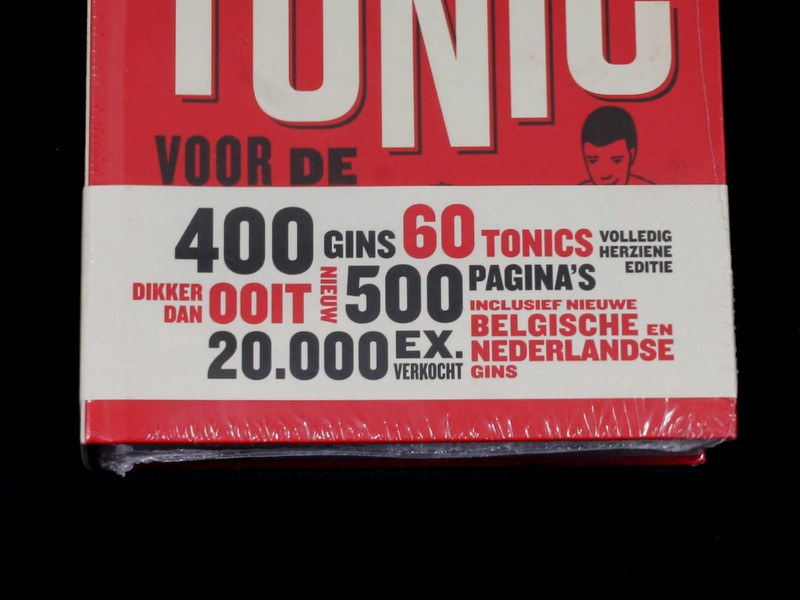 TONIC
VOOR DE
400 GINS 60 TONICS VOLLEDIG
HERZIENE
EDITIE
DIKKER
DAN OOIT NIEUW 500 PAGINA'S
INCLUSIEF NIEUWE
BELGISCHE EN
NEDERLANDSE
GINS
20.000 EX.
VERKOCHT